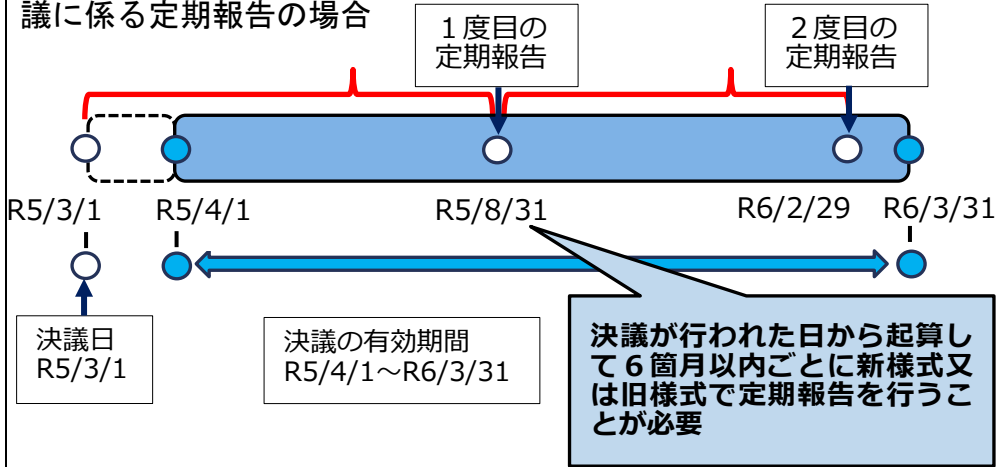 議に係る定期報告の場合
１度目の
定期報告
２度目の
定期報告
R5/3/1
R5/4/1
R5/8/31
R6/2/29
R6/3/31
決議日
R5/3/1
決議の有効期間
R5/4/1～R6/3/31
決議が行われた日から起算し
て６箇月以内ごとに新様式又
は旧様式で定期報告を行うこ
とが必要